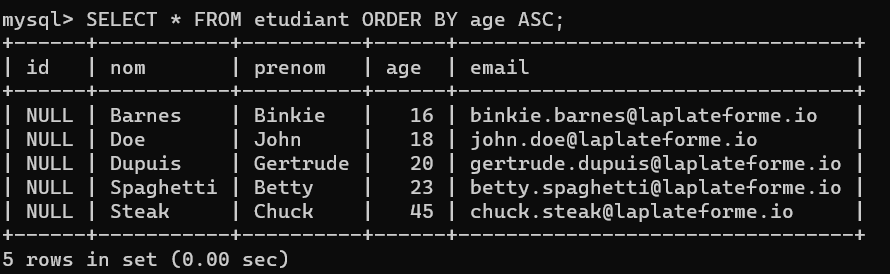 mysql> SELECT * FROM etudiant ORDER BY age ASC;
+------+-----------+----------+------+--------------------------------+
| id   | nom       | prenom   | age  | email                          |
+------+-----------+----------+------+--------------------------------+
| NULL | Barnes    | Binkie   |   16 | binkie.barnes@laplateforme.io   |
| NULL | Doe       | John     |   18 | john.doe@laplateforme.io        |
| NULL | Dupuis    | Gertrude |   20 | gertrude.dupuis@laplateforme.io |
| NULL | Spaghetti | Betty    |   23 | betty.spaghetti@laplateforme.io |
| NULL | Steak     | Chuck    |   45 | chuck.steak@laplateforme.io     |
+------+-----------+----------+------+--------------------------------+
5 rows in set (0.00 sec)